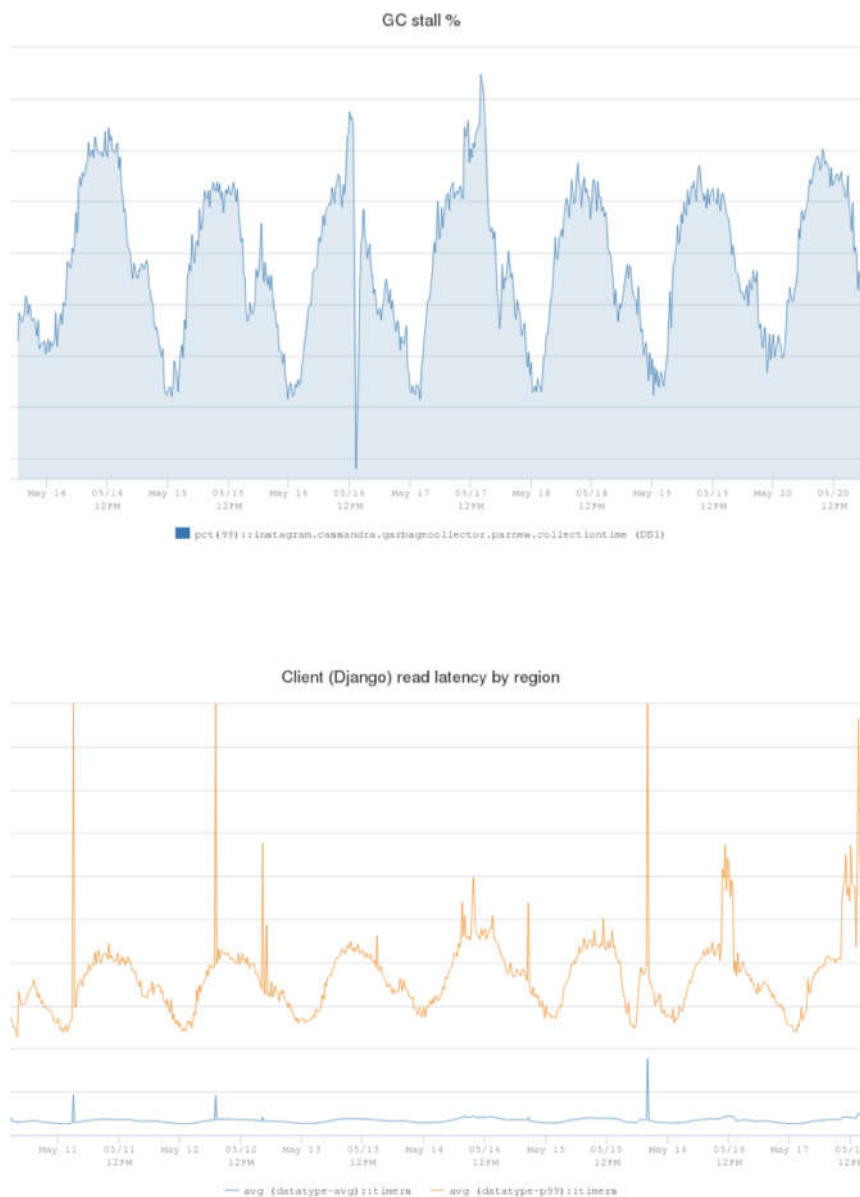 GC stall %
May 14
05/14
12PM
May 15
05/15
12PM
May 16
05/16
12PM
May 17
05/17
12PM
May 18
05/18
12PM
May 19
05/19
12PM
May 20
05/20
12PM
pct(99)::instagram.cassandra.garbagecollector.parnew.collectiontime (DS1)
Client (Django) read latency by region
May 11
05/11
12PM
May 12
05/12
12PM
May 13
05/13
12PM
May 14
05/14
12PM
May 15
05/15
12PM
May 16
05/16
12PM
May 17
12PM
avg (datatype-avg)::timers
avg (datatype-p99)::timers